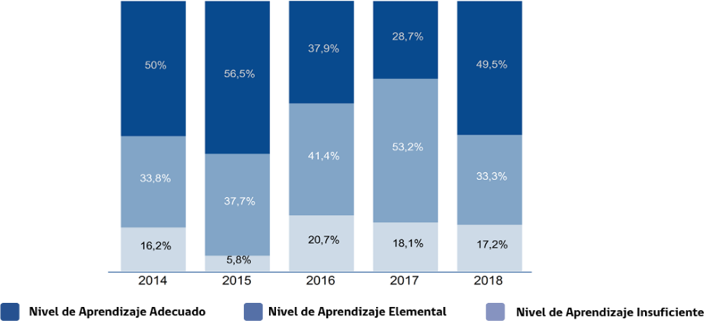 50% 56,5% 37,9% 28,7% 49,5%
33,8% 37,7% 41,4% 53,2% 33,3%
16,2% 5,8% 20,7% 18,1% 17,2%
2014 2015 2016 2017 2018
Nivel de Aprendizaje Adecuado Nivel de Aprendizaje Elemental Nivel de Aprendizaje Insuficiente